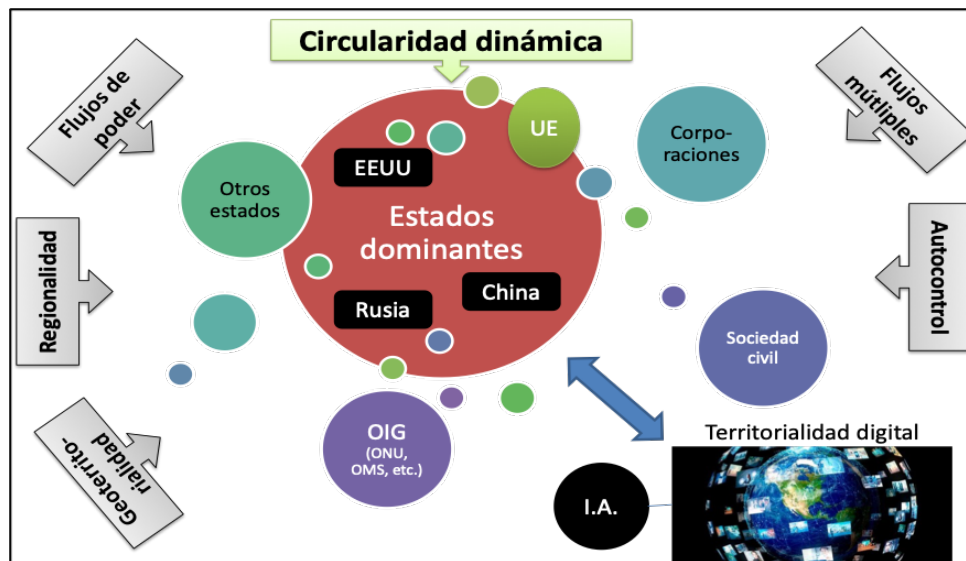 Circularidad dinámica
Flujos de
poder
Flujos
mútliples
UE
Corpo-
raciones
EEUU
Otros
estados
Estados
dominantes
Regionalidad
Autocontrol
China
Rusia
Sociedad
civil
Geoterrito-
rialidad
OIG
(ONU,
OMS, etc.)
Territorialidad digital
I.A.